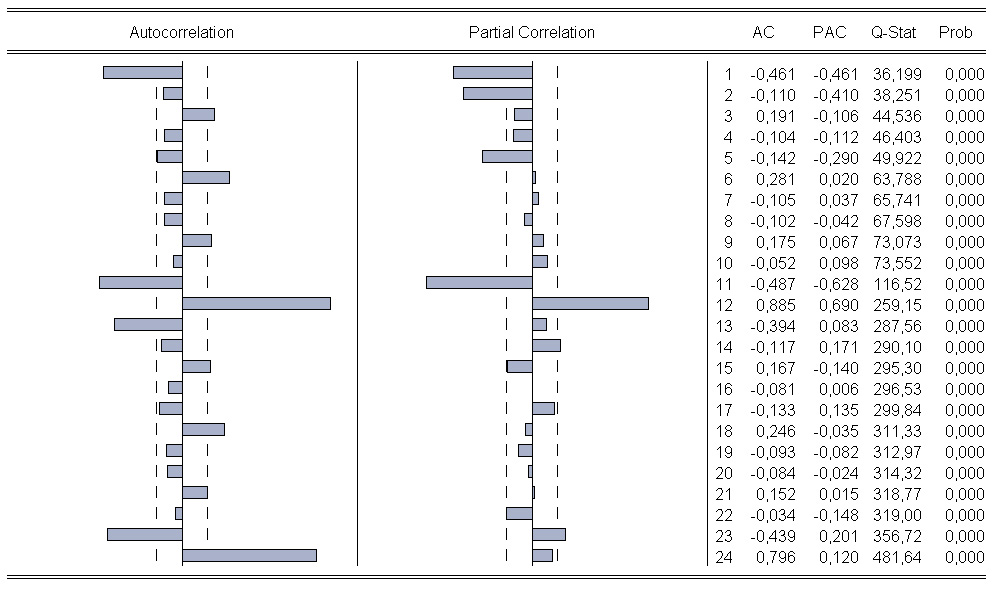 Autocorrelation Partial Correlation AC PAC Q-Stat Prob
1 -0,461 -0,461 36,199 0,000
2 -0,110 -0,410 38,251 0,000
3 0,191 -0,106 44,536 0,000
4 -0,104 -0,112 46,403 0,000
5 -0,142 -0,290 49,922 0,000
6 0,281 0,020 63,788 0,000
7 -0,105 0,037 65,741 0,000
8 -0,102 -0,042 67,598 0,000
9 0,175 0,067 73,073 0,000
10 -0,052 0,098 73,552 0,000
11 -0,487 -0,628 116,52 0,000
12 0,885 0,690 259,15 0,000
13 -0,394 0,083 287,56 0,000
14 -0,117 0,171 290,10 0,000
15 0,167 -0,140 295,30 0,000
16 -0,081 0,006 296,53 0,000
17 -0,133 0,135 299,84 0,000
18 0,246 -0,035 311,33 0,000
19 -0,093 -0,082 312,97 0,000
20 -0,084 -0,024 314,32 0,000
21 0,152 0,015 318,77 0,000
22 -0,034 -0,148 319,00 0,000
23 -0,439 0,201 356,72 0,000
24 0,796 0,120 481,64 0,000